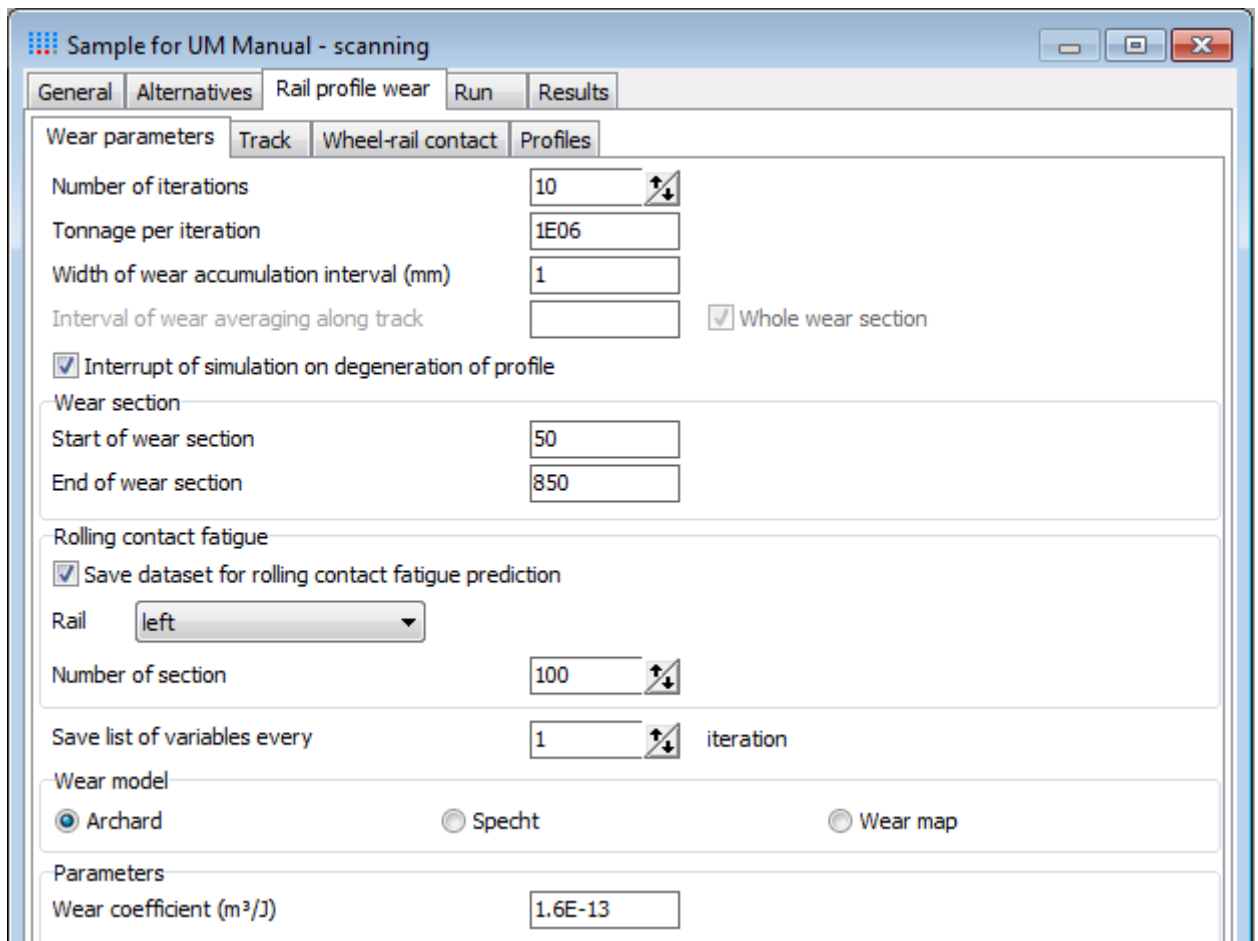 Sample for UM Manual - scanning
General Alternatives Rail profile wear Run Results
Wear parameters Track Wheel-rail contact Profiles
Number of iterations 10
Tonnage per iteration 1E06
Width of wear accumulation interval (mm) 1
Interval of wear averaging along track Whole wear section
Interrupt of simulation on degeneration of profile
Wear section
Start of wear section 50
End of wear section 850
Rolling contact fatigue
Save dataset for rolling contact fatigue prediction
Rail left
Number of section 100
Save list of variables every 1 iteration
Wear model
Archard Specht Wear map
Parameters
Wear coefficient (m³/J) 1.6E-13